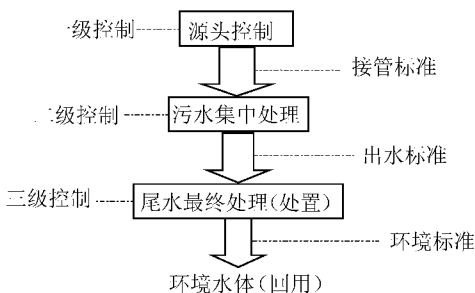 一级控制
源头控制
接管标准
二级控制
污水集中处理
出水标准
三级控制
尾水最终处理(处置)
环境标准
环境水体(回用)